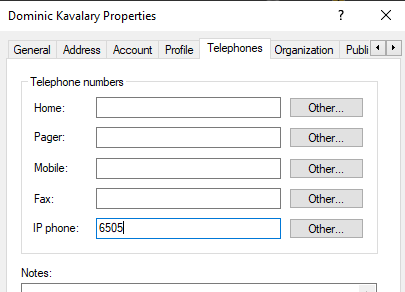 Dominic Kavalary Properties
General Address Account Profile Telephones Organization Publi
Telephone numbers
Home: Other...
Pager: Other...
Mobile: Other...
Fax: Other...
IP phone: 6505 Other...
Notes: